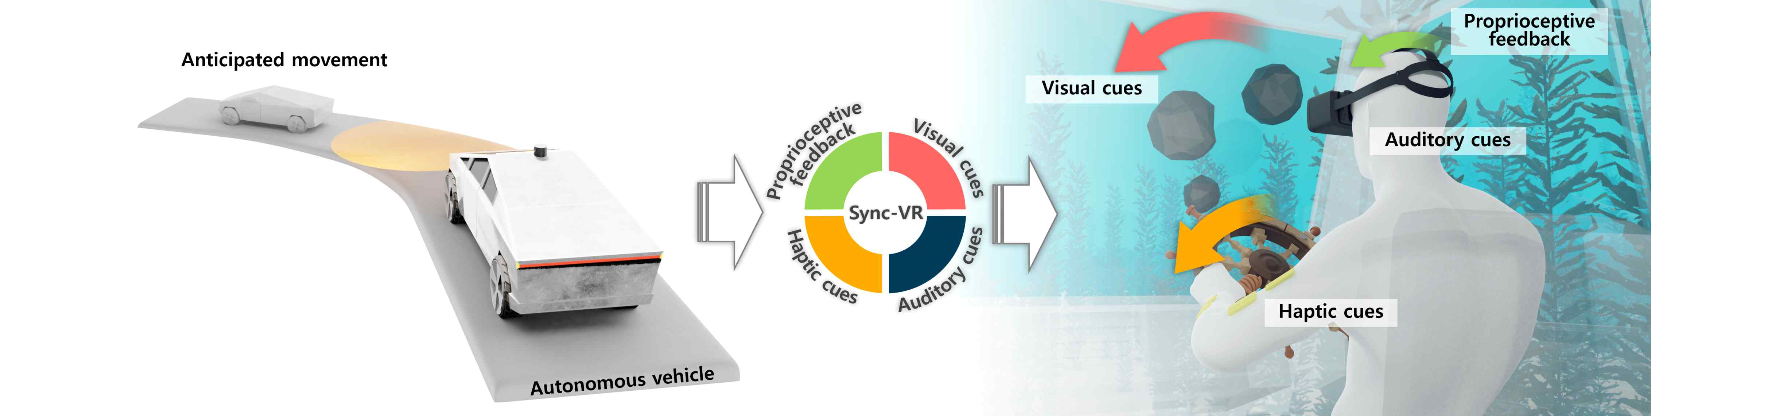 Anticipated movement
Autonomous vehicle
Proprioceptive
feedback
Visual cues
Sync-VR
Haptic cues
Auditory cues
Proprioceptive
feedback
Visual cues
Auditory cues
Haptic cues